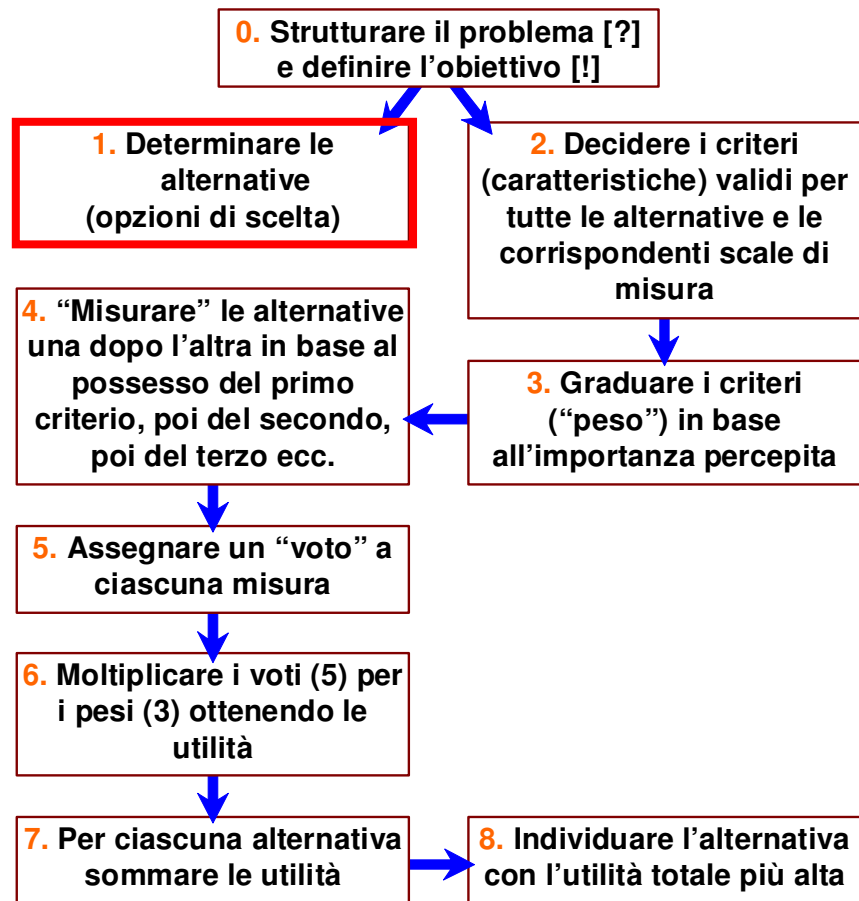 0. Strutturare il problema [?]
e definire l’obiettivo [!]
1. Determinare le
alternative
(opzioni di scelta)
2. Decidere i criteri
(caratteristiche) validi per
tutte le alternative e le
corrispondenti scale di
misura
3. Graduare i criteri
(“peso”) in base
all’importanza percepita
4. “Misurare” le alternative
una dopo l’altra in base al
possesso del primo
criterio, poi del secondo,
poi del terzo ecc.
5. Assegnare un “voto” a
ciascuna misura
6. Moltiplicare i voti (5) per
i pesi (3) ottenendo le
utilità
7. Per ciascuna alternativa
sommare le utilità
8. Individuare l’alternativa
con l’utilità totale più alta